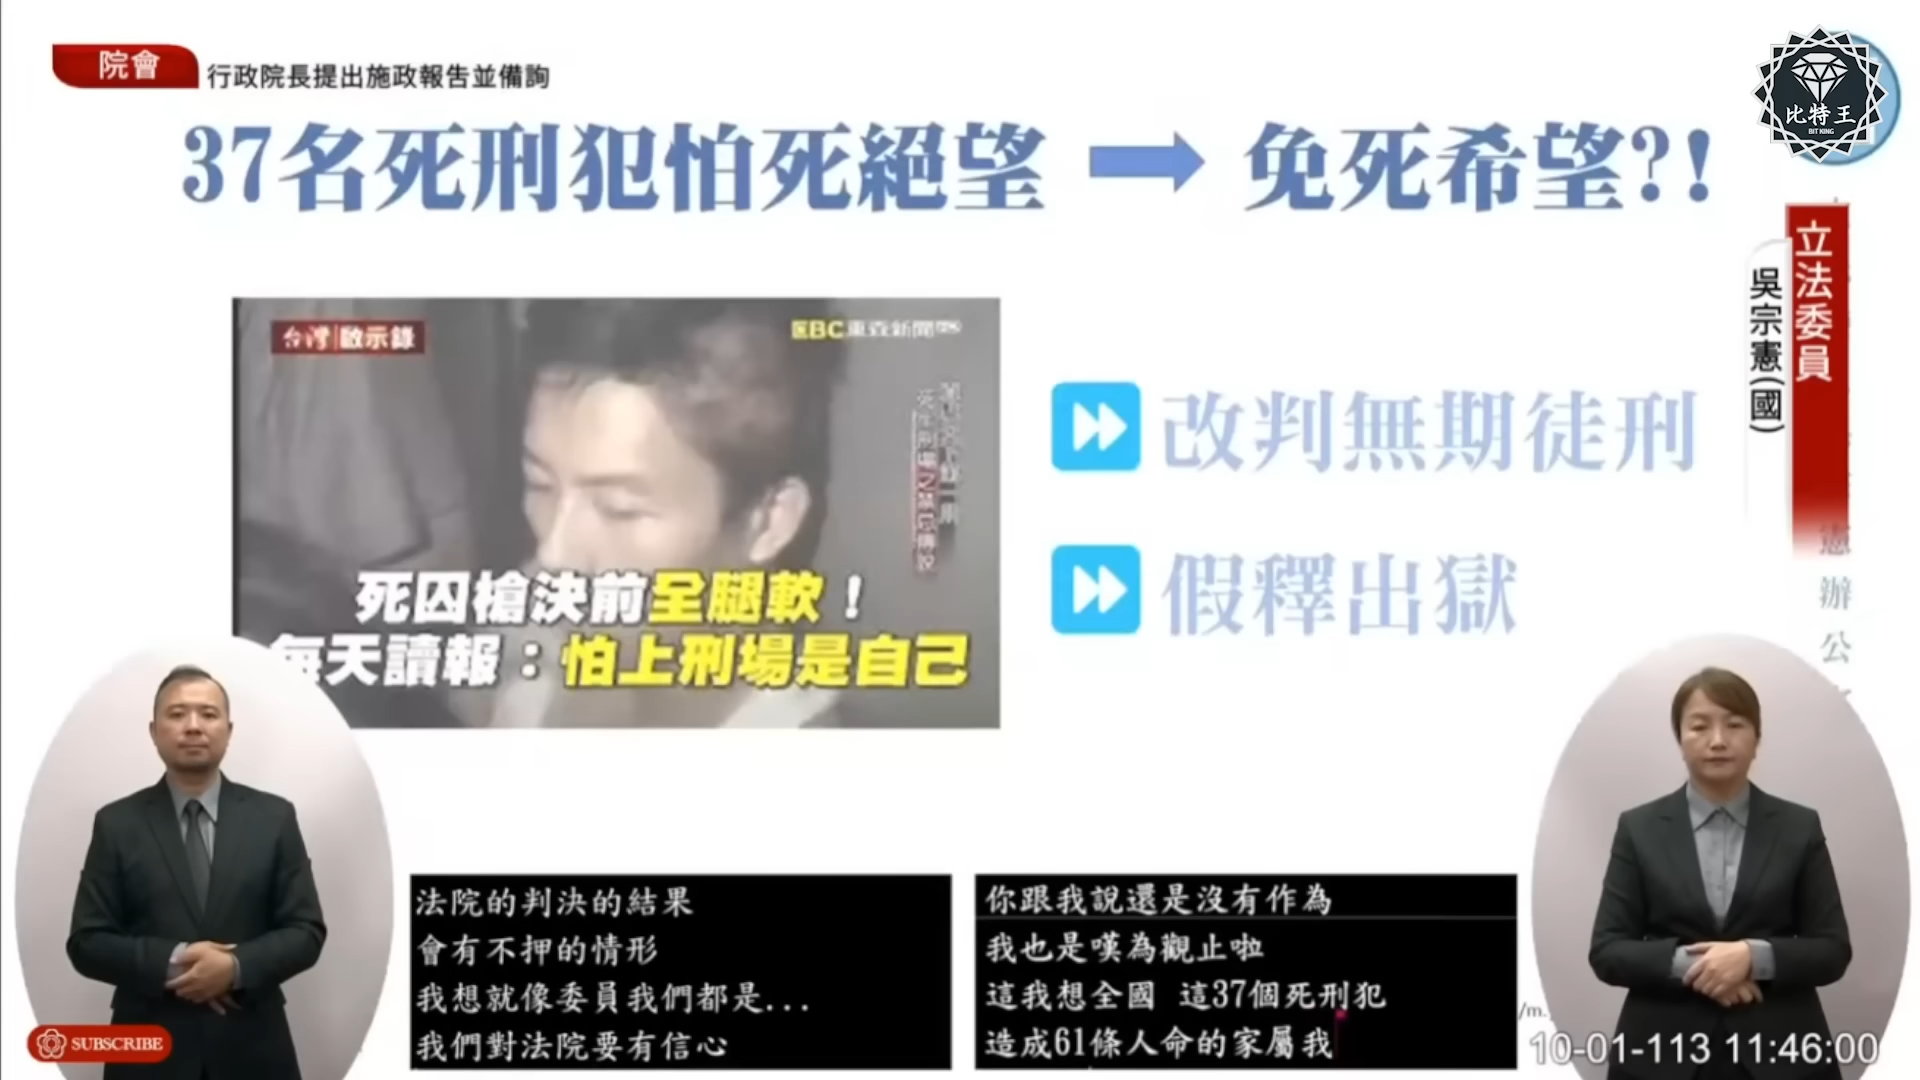 院會
行政院長提出施政報告並備詢
比特王
BIT KING
37名死刑犯怕死絕望
免死希望?!
立法委員
吳宗憲(國)
台灣啟示錄
EBC東森新聞
死囚槍決前全腿軟！
每天讀報：怕上刑場是自己
改判無期徒刑
假釋出獄
憲辦公
法院的判決的結果
會有不押的情形
我想就像委員我們都是...
我們對法院要有信心
你跟我說還是沒有作為
我也是嘆為觀止啦
這我想全國 這37個死刑犯
造成61條人命的家屬我
SUBSCRIBE
/m.
10-01-113 11:46:00